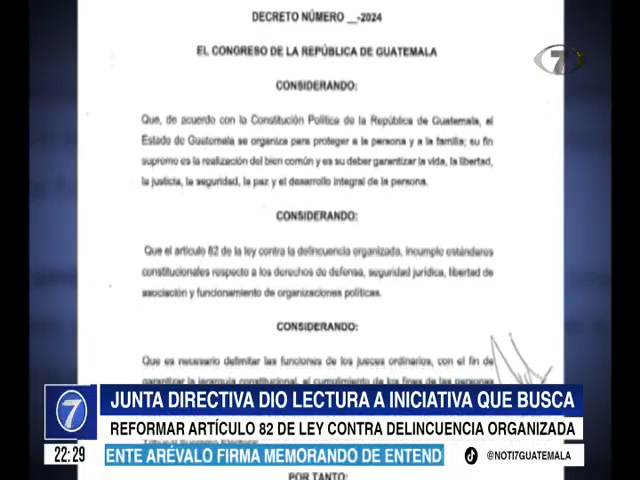 DECRETO NÚMERO __-2024
7
EL CONGRESO DE LA REPÚBLICA DE GUATEMALA
CONSIDERANDO:
Que, de acuerdo con la Constitución Política de la República de Guatemala, el
Estado de Guatemala se organiza para proteger a la persona y a la familia; su fin
supremo es la realización del bien común y es su deber garantizar la vida, la libertad,
la justicia, la seguridad, la paz y el desarrollo integral de la persona.
CONSIDERANDO:
Que el artículo 82 de la ley contra la delincuencia organizada, incumple estándares
constitucionales respecto a los derechos de defensa, seguridad jurídica, libertad de
asociación y funcionamiento de organizaciones políticas.
CONSIDERANDO:
Que es necesario delimitar las funciones de los jueces ordinarios, con el fin de
garantizar la jerarquía constitucional, el cumplimiento de los fines de las personas
7
JUNTA DIRECTIVA DIO LECTURA A INICIATIVA QUE BUSCA
REFORMAR ARTÍCULO 82 DE LEY CONTRA DELINCUENCIA ORGANIZADA
22:29
ENTE ARÉVALO FIRMA MEMORANDO DE ENTEND
@NOTI7GUATEMALA
POR TANTO: